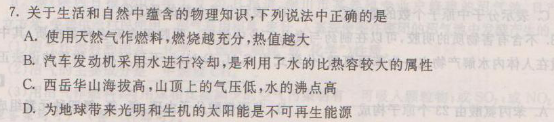 7. 关于生活和自然中蕴含的物理知识,下列说法中正确的是
A. 使用天然气作燃料,燃烧越充分,热值越大
B. 汽车发动机采用水进行冷却,是利用了水的比热容较大的属性
C. 西岳华山海拔高,山顶上的气压低,水的沸点高
D. 为地球带来光明和生机的太阳能是不可再生能源